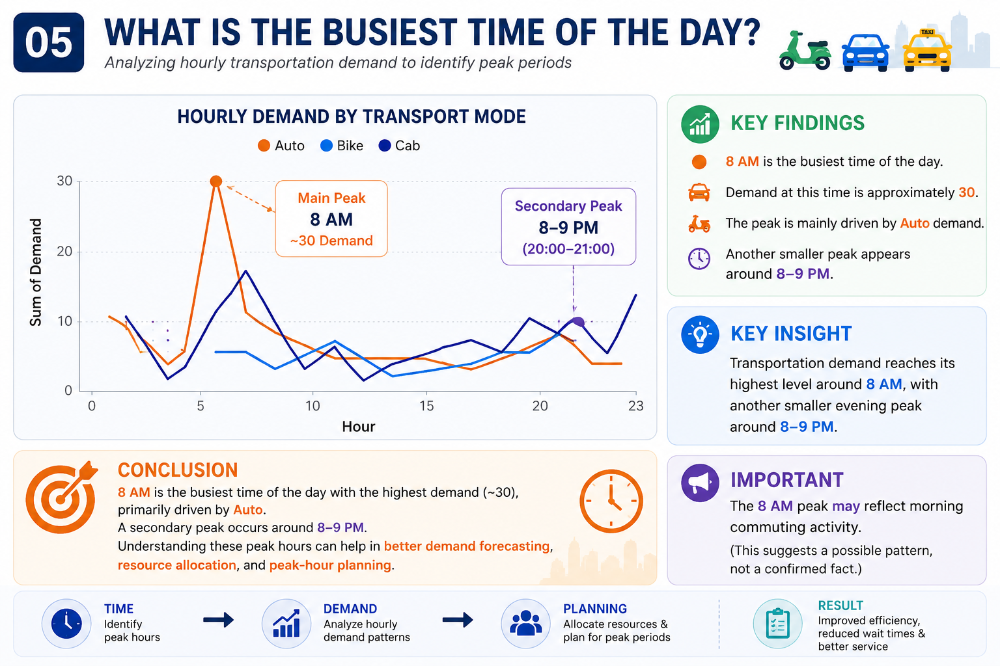 05
WHAT IS THE BUSIEST TIME OF THE DAY?
Analyzing hourly transportation demand to identify peak periods
TAXI
HOURLY DEMAND BY TRANSPORT MODE
Auto
Bike
Cab
Sum of Demand
30
20
10
0
Main Peak
8 AM
~30 Demand
Secondary Peak
8–9 PM
(20:00–21:00)
0
5
10
15
20
23
Hour
KEY FINDINGS
8 AM is the busiest time of the day.
Demand at this time is approximately 30.
The peak is mainly driven by Auto demand.
Another smaller peak appears
around 8–9 PM.
KEY INSIGHT
Transportation demand reaches its
highest level around 8 AM, with
another smaller evening peak
around 8–9 PM.
CONCLUSION
8 AM is the busiest time of the day with the highest demand (~30),
primarily driven by Auto.
A secondary peak occurs around 8–9 PM.
Understanding these peak hours can help in better demand forecasting,
resource allocation, and peak-hour planning.
IMPORTANT
The 8 AM peak may reflect morning
commuting activity.
(This suggests a possible pattern,
not a confirmed fact.)
TIME
Identify
peak hours
DEMAND
Analyze hourly
demand patterns
PLANNING
Allocate resources &
plan for peak periods
RESULT
Improved efficiency,
reduced wait times &
better service